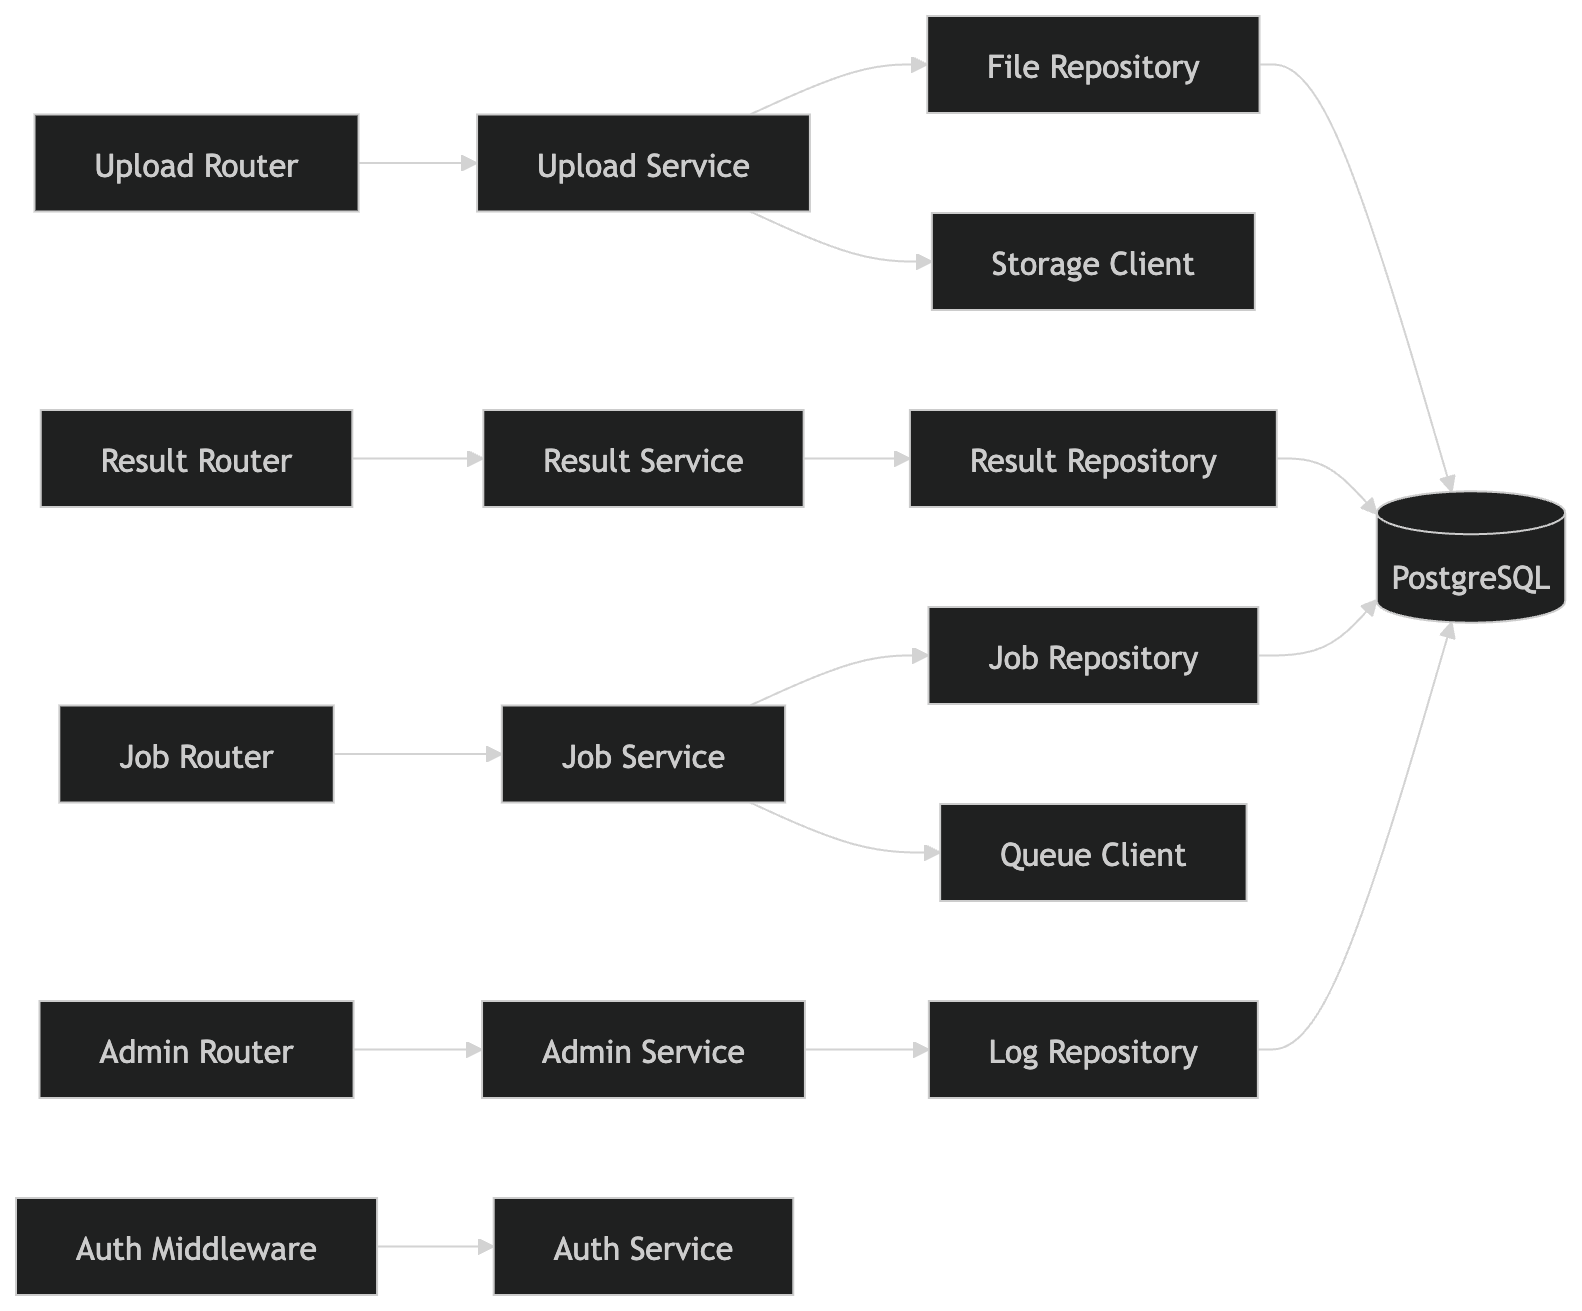 File Repository
Upload Router
Upload Service
Storage Client
Result Router
Result Service
Result Repository
PostgreSQL
Job Repository
Job Router
Job Service
Queue Client
Admin Router
Admin Service
Log Repository
Auth Middleware
Auth Service